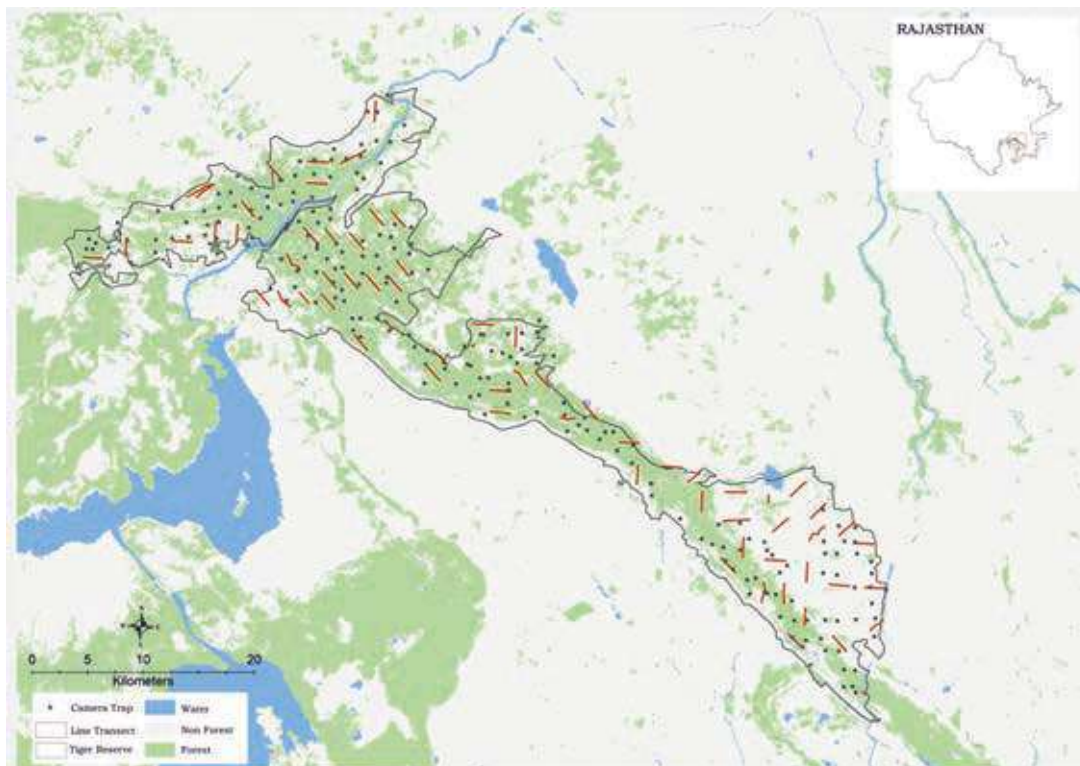 RAJASTHAN
0 5 10 20
Kilometers
Camera Trap Water
Line Transect Non Forest
Tiger Reserve Forest